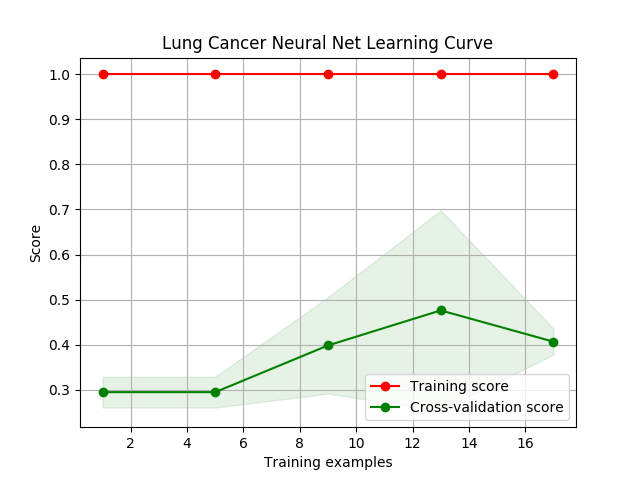 Lung Cancer Neural Net Learning Curve
1.0
0.9
0.8
0.7
0.6
0.5
0.4
0.3
Score
Training score
Cross-validation score
2 4 6 8 10 12 14 16
Training examples